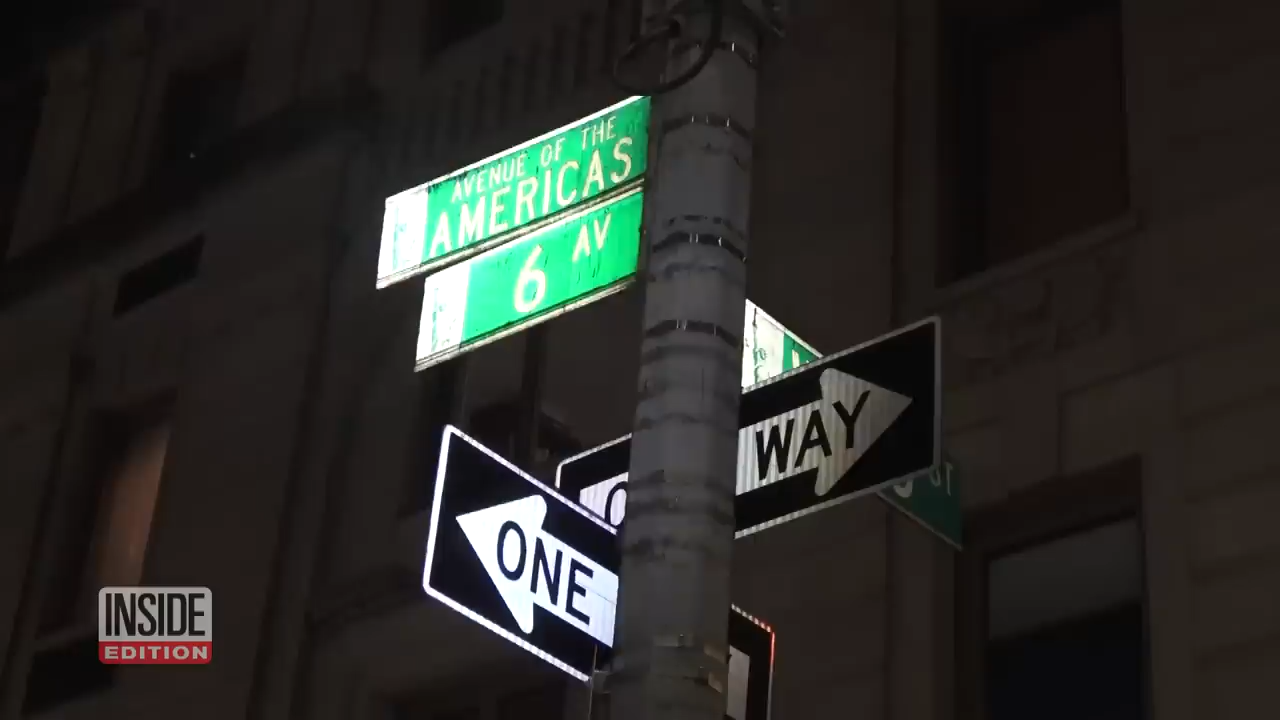 AVENUE OF THE
AMERICAS
6 AV
WAY
ONE
ST
INSIDE
EDITION